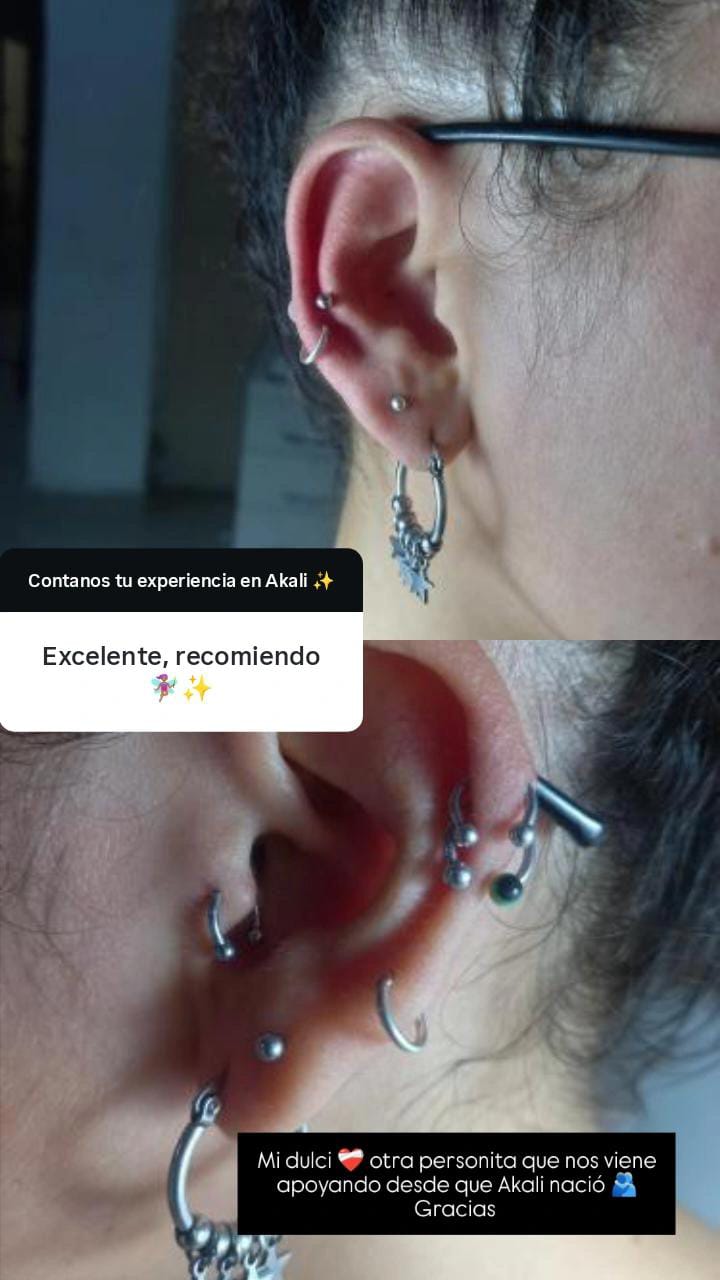 Contanos tu experiencia en Akali ✨
Excelente, recomiendo
🧚‍♀️✨
Mi dulci ❤️‍🩹 otra personita que nos viene
apoyando desde que Akali nació 🫂
Gracias